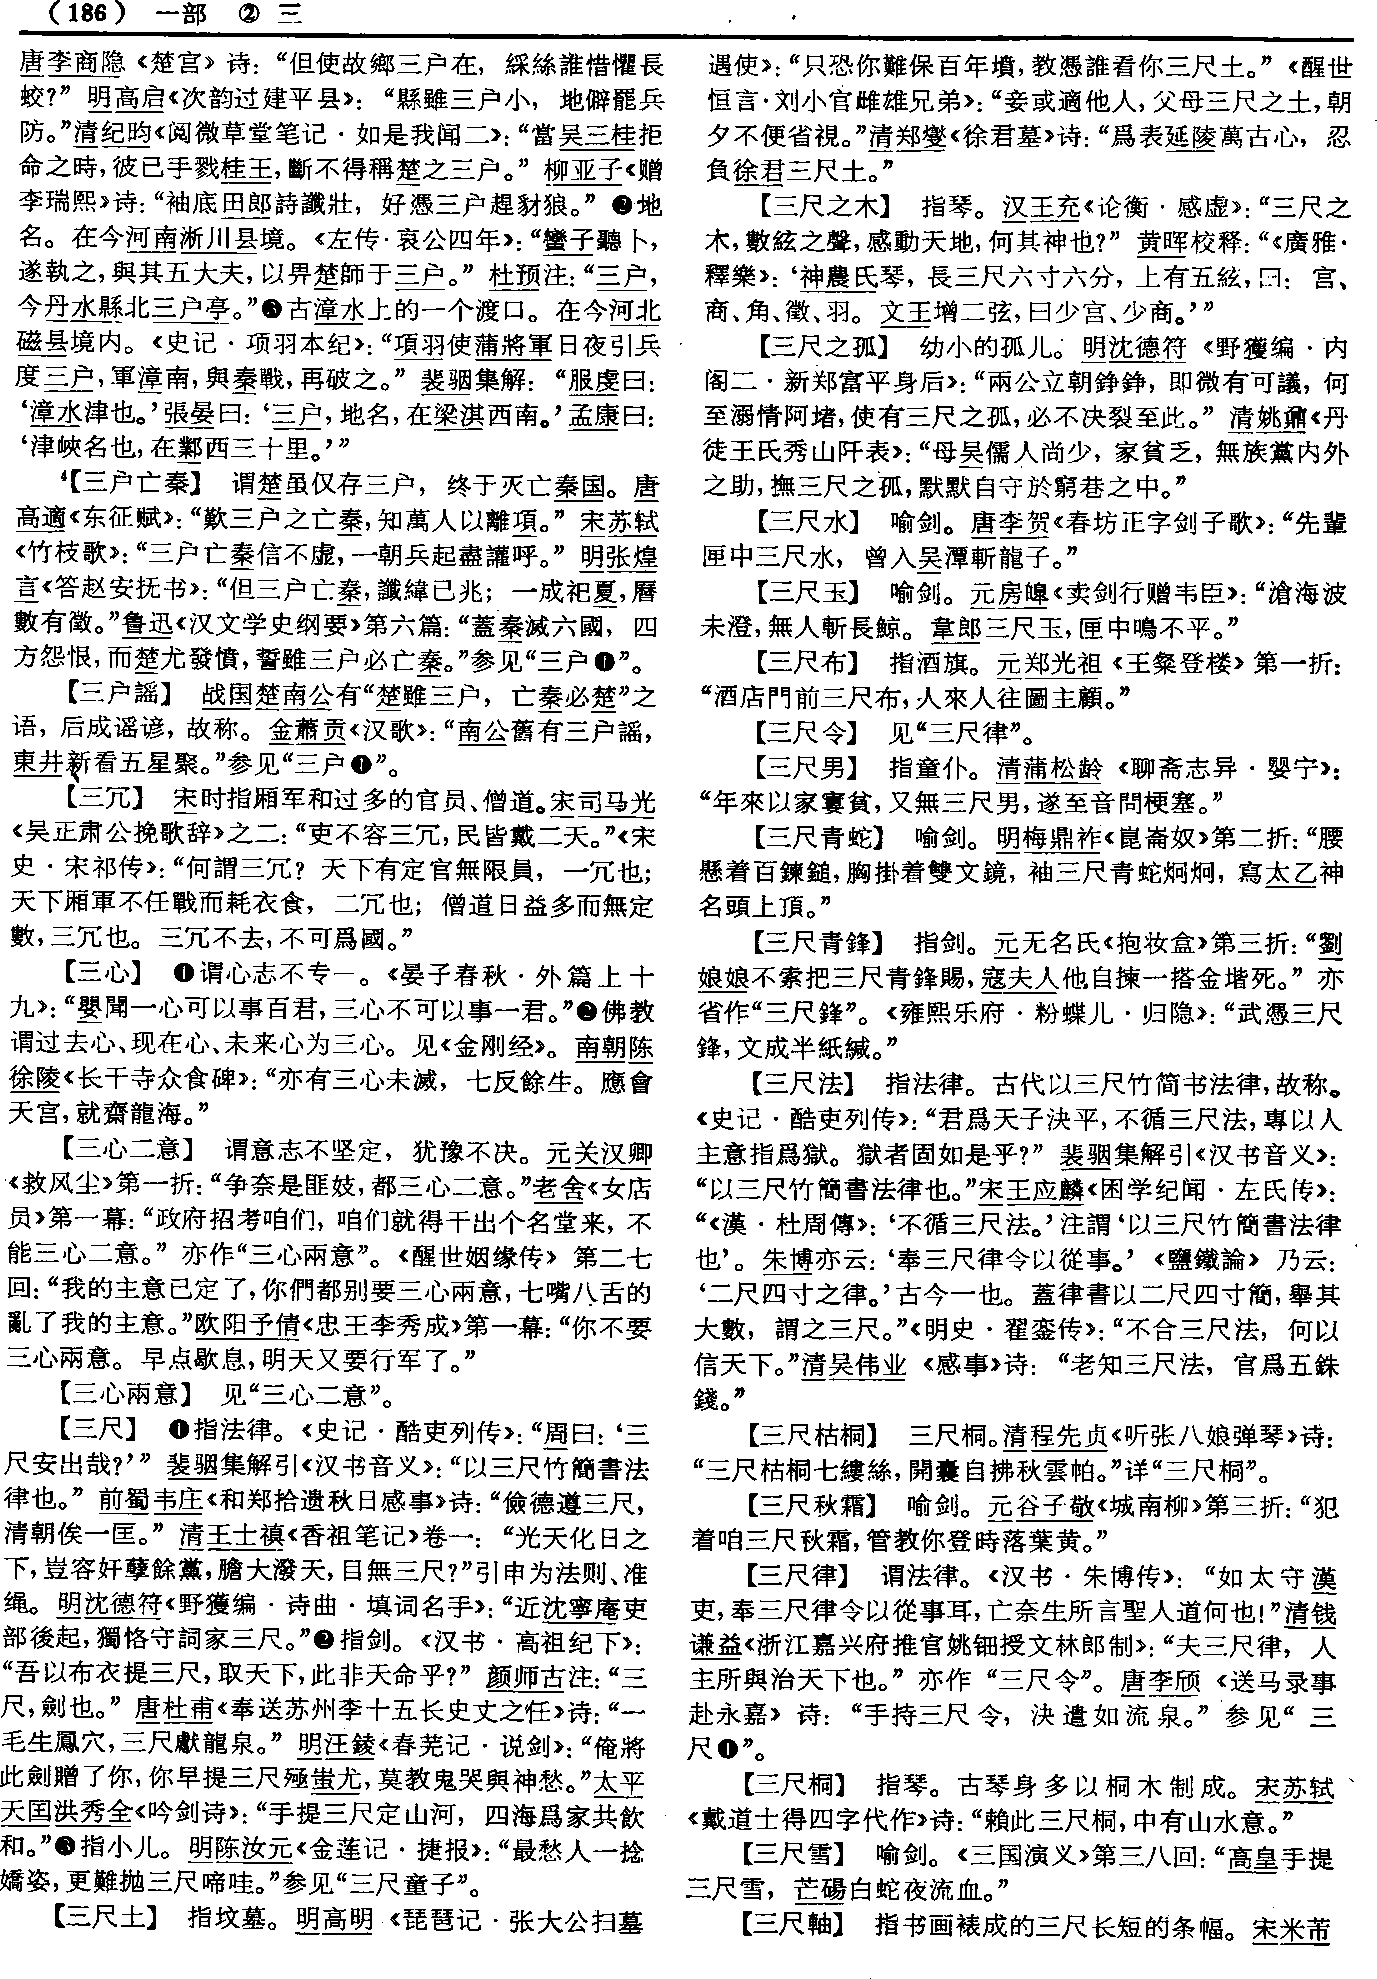 （186） 一部 ② 三
唐李商隐《楚宫》诗：“但使故鄉三户在，綵絲誰惜懼長
蛟？”明高启《次韵过建平县》：“縣雖三户小，地僻罷兵
防。”清纪昀《阅微草堂笔记·如是我闻二》：“當吴三桂拒
命之時，彼已手戮桂王，斷不得稱楚之三户。”柳亚子《赠
李瑞熙》诗：“袖底田郎詩讖壯，好憑三户趕豺狼。”❷地
名。在今河南淅川县境。《左传·哀公四年》：“蠻子聽卜，
遂執之，與其五大夫，以畀楚師于三户。”杜预注：“三户，
今丹水縣北三户亭。”❸古漳水上的一个渡口。在今河北
磁县境内。《史记·项羽本纪》：“項羽使蒲將軍日夜引兵
度三户，軍漳南，與秦戰，再破之。”裴骃集解：“服虔曰：
‘漳水津也。’張晏曰：‘三户，地名，在梁淇西南。’孟康曰：
‘津峽名也，在鄴西三十里。’”
【三户亡秦】 谓楚虽仅存三户，终于灭亡秦国。唐
高適《东征赋》：“歎三户之亡秦，知萬人以離項。”宋苏轼
《竹枝歌》：“三户亡秦信不虚，一朝兵起盡讙呼。”明张煌
言《答赵安抚书》：“但三户亡秦，讖緯已兆；一成祀夏，曆
數有徵。”鲁迅《汉文学史纲要》第六篇：“蓋秦滅六國，四
方怨恨，而楚尤發憤，誓雖三户必亡秦。”参见“三户❶”。
【三户謡】 战国楚南公有“楚雖三户，亡秦必楚”之
语，后成谣谚，故称。金蕭贡《汉歌》：“南公舊有三户謡，
東井新看五星聚。”参见“三户❶”。
【三冗】 宋时指厢军和过多的官员、僧道。宋司马光
《吴正肃公挽歌辞》之二：“吏不容三冗，民皆戴二天。”《宋
史·宋祁传》：“何謂三冗？天下有定官無限員，一冗也；
天下厢軍不任戰而耗衣食，二冗也；僧道日益多而無定
數，三冗也。三冗不去，不可爲國。”
【三心】 ❶谓心志不专一。《晏子春秋·外篇上十
九》：“嬰聞一心可以事百君，三心不可以事一君。”❷佛教
谓过去心、现在心、未来心为三心。见《金刚经》。南朝陈
徐陵《长干寺众食碑》：“亦有三心未滅，七反餘生。應會
天宫，就齋龍海。”
【三心二意】 谓意志不坚定，犹豫不决。元关汉卿
《救风尘》第一折：“争奈是匪妓，都三心二意。”老舍《女店
员》第一幕：“政府招考咱们，咱们就得干出个名堂来，不
能三心二意。”亦作“三心兩意”。《醒世姻缘传》第二七
回：“我的主意已定了，你們都别要三心兩意，七嘴八舌的
亂了我的主意。”欧阳予倩《忠王李秀成》第一幕：“你不要
三心兩意。早点歇息，明天又要行军了。”
【三心兩意】 见“三心二意”。
【三尺】 ❶指法律。《史记·酷吏列传》：“周曰：‘三
尺安出哉？’”裴骃集解引《汉书音义》：“以三尺竹簡書法
律也。”前蜀韦庄《和郑拾遗秋日感事》诗：“儉德遵三尺，
清朝俟一匡。”清王士禛《香祖笔记》卷一：“光天化日之
下，豈容奸孽餘黨，膽大潑天，目無三尺？”引申为法则、准
绳。明沈德符《野獲编·诗曲·填词名手》：“近沈寧庵吏
部後起，獨恪守詞家三尺。”❷指剑。《汉书·高祖纪下》：
“吾以布衣提三尺，取天下，此非天命乎？”颜师古注：“三
尺，劍也。”唐杜甫《奉送苏州李十五长史丈之任》诗：“一
毛生鳳穴，三尺獻龍泉。”明汪錂《春芜记·说剑》：“俺將
此劍贈了你，你早提三尺殛蚩尤，莫教鬼哭與神愁。”太平
天囯洪秀全《吟剑诗》：“手提三尺定山河，四海爲家共飲
和。”❸指小儿。明陈汝元《金莲记·捷报》：“最愁人一捻
嬌姿，更難抛三尺啼哇。”参见“三尺童子”。
【三尺土】 指坟墓。明高明《琵琶记·张大公扫墓
遇使》：“只恐你難保百年墳，教憑誰看你三尺土。”《醒世
恒言·刘小官雌雄兄弟》：“妾或適他人，父母三尺之土，朝
夕不便省視。”清郑燮《徐君墓》诗：“爲表延陵萬古心，忍
負徐君三尺土。”
【三尺之木】 指琴。汉王充《论衡·感虚》：“三尺之
木，數絃之聲，感動天地，何其神也？”黄晖校释：“《廣雅·
釋樂》：‘神農氏琴，長三尺六寸六分，上有五絃，曰：宫、
商、角、徵、羽。文王增二弦，曰少宫、少商。’”
【三尺之孤】 幼小的孤儿。明沈德符《野獲编·内
阁二·新郑富平身后》：“兩公立朝錚錚，即微有可議，何
至溺情阿堵，使有三尺之孤，必不决裂至此。”清姚鼐《丹
徒王氏秀山阡表》：“母吴儒人尚少，家貧乏，無族黨内外
之助，撫三尺之孤，默默自守於窮巷之中。”
【三尺水】 喻剑。唐李贺《春坊正字剑子歌》：“先輩
匣中三尺水，曾入吴潭斬龍子。”
【三尺玉】 喻剑。元房皞《卖剑行赠韦臣》：“滄海波
未澄，無人斬長鯨。韋郎三尺玉，匣中鳴不平。”
【三尺布】 指酒旗。元郑光祖《王粲登楼》第一折：
“酒店門前三尺布，人來人往圖主顧。”
【三尺令】 见“三尺律”。
【三尺男】 指童仆。清蒲松龄《聊斋志异·婴宁》：
“年來以家窶貧，又無三尺男，遂至音問梗塞。”
【三尺青蛇】 喻剑。明梅鼎祚《崑崙奴》第二折：“腰
懸着百鍊鎚，胸掛着雙文鏡，袖三尺青蛇炯炯，寫太乙神
名頭上頂。”
【三尺青鋒】 指剑。元无名氏《抱妆盒》第三折：“劉
娘娘不索把三尺青鋒賜，寇夫人他自揀一搭金堦死。”亦
省作“三尺鋒”。《雍熙乐府·粉蝶儿·归隐》：“武憑三尺
鋒，文成半紙緘。”
【三尺法】 指法律。古代以三尺竹简书法律，故称。
《史记·酷吏列传》：“君爲天子决平，不循三尺法，專以人
主意指爲獄。獄者固如是乎？”裴骃集解引《汉书音义》：
“以三尺竹簡書法律也。”宋王应麟《困学纪闻·左氏传》：
“《漢·杜周傳》：‘不循三尺法。’注謂‘以三尺竹簡書法律
也’。朱博亦云：‘奉三尺律令以從事。’《鹽鐵論》乃云：
‘二尺四寸之律。’古今一也。蓋律書以二尺四寸簡，舉其
大數，謂之三尺。”《明史·翟銮传》：“不合三尺法，何以
信天下。”清吴伟业《感事》诗：“老知三尺法，官爲五銖
錢。”
【三尺枯桐】 三尺桐。清程先贞《听张八娘弹琴》诗：
“三尺枯桐七縷絲，開囊自拂秋雲帕。”详“三尺桐”。
【三尺秋霜】 喻剑。元谷子敬《城南柳》第三折：“犯
着咱三尺秋霜，管教你登時落葉黄。”
【三尺律】 谓法律。《汉书·朱博传》：“如太守漢
吏，奉三尺律令以從事耳，亡奈生所言聖人道何也！”清钱
谦益《浙江嘉兴府推官姚钿授文林郎制》：“夫三尺律，人
主所與治天下也。”亦作“三尺令”。唐李颀《送马录事
赴永嘉》诗：“手持三尺令，决遣如流泉。”参见“三
尺❶”。
【三尺桐】 指琴。古琴身多以桐木制成。宋苏轼
《戴道士得四字代作》诗：“賴此三尺桐，中有山水意。”
【三尺雪】 喻剑。《三国演义》第三八回：“高皇手提
三尺雪，芒碭白蛇夜流血。”
【三尺軸】 指书画裱成的三尺长短的条幅。宋米芾